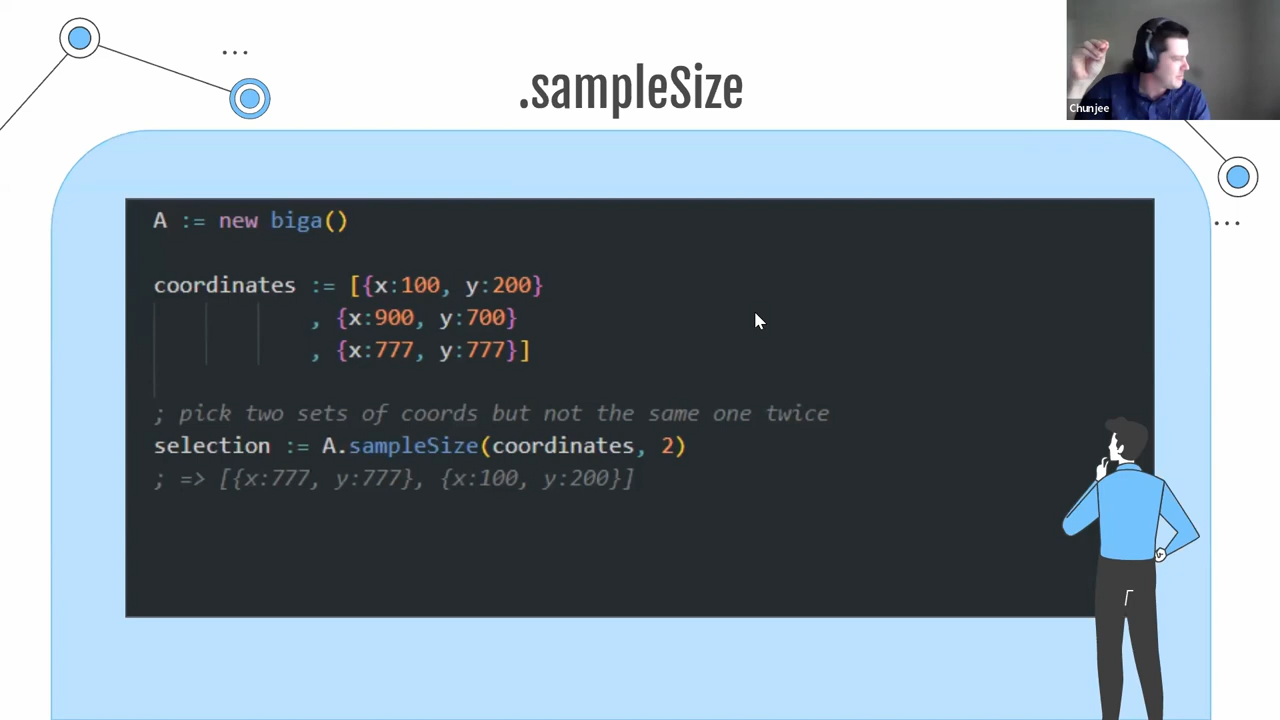 .sampleSize
Chunjee
A := new biga()
coordinates := [{x:100, y:200}
, {x:900, y:700}
, {x:777, y:777}]
; pick two sets of coords but not the same one twice
selection := A.sampleSize(coordinates, 2)
; => [{x:777, y:777}, {x:100, y:200}]